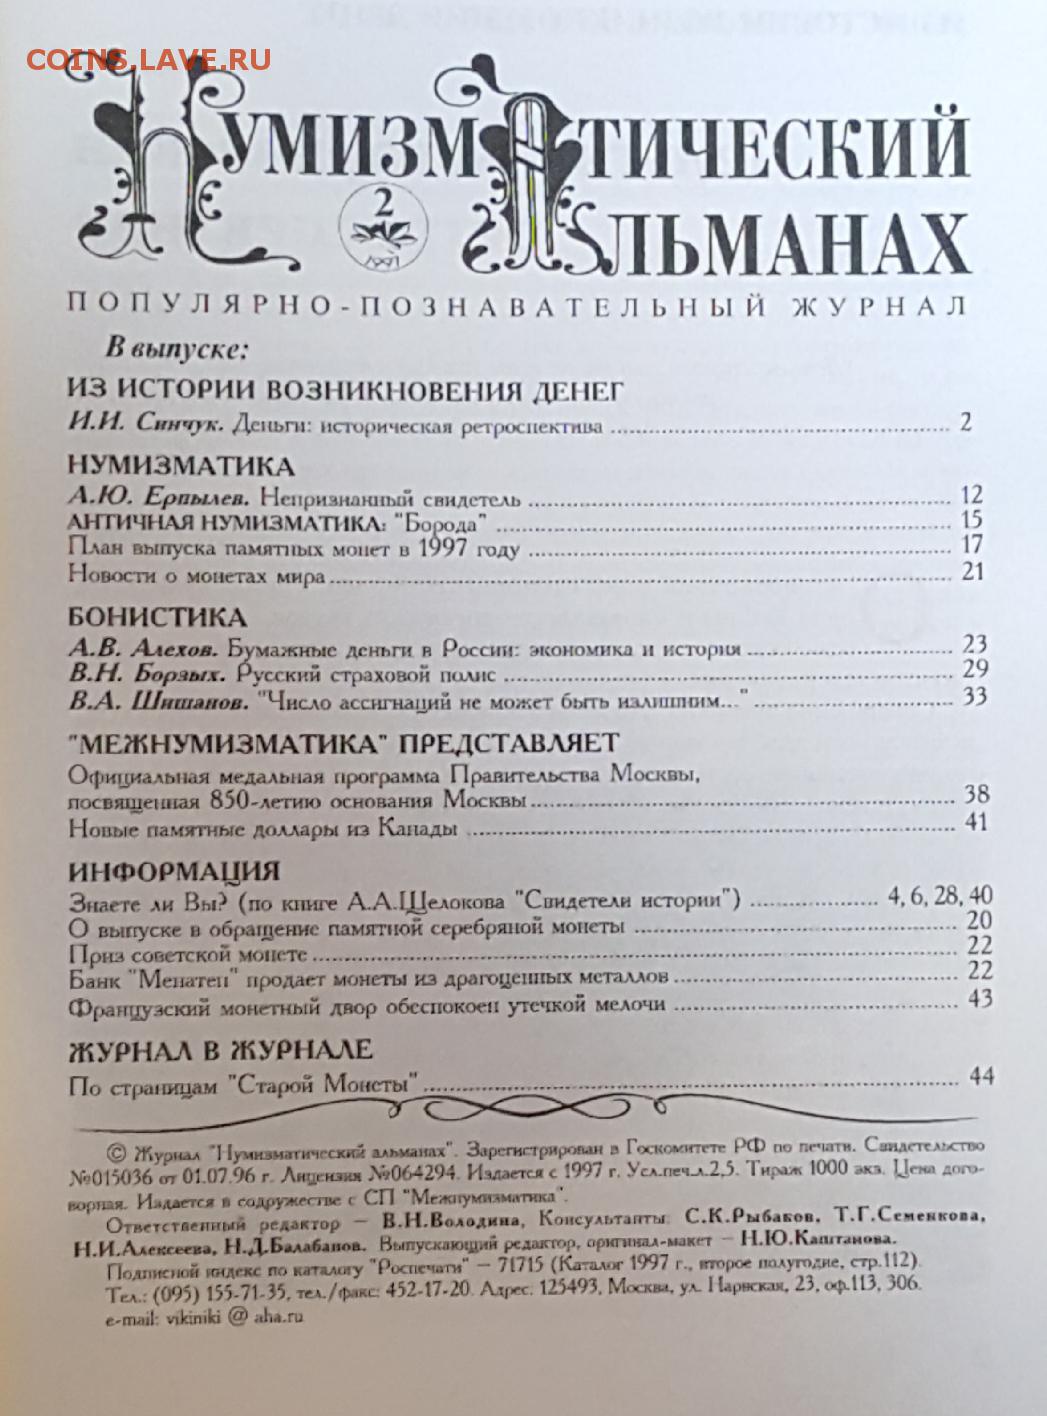 COINS.LAVE.RU
НУМИЗМАТИЧЕСКИЙ
АЛЬМАНАХ
2
1997
ПОПУЛЯРНО-ПОЗНАВАТЕЛЬНЫЙ ЖУРНАЛ
В выпуске:
ИЗ ИСТОРИИ ВОЗНИКНОВЕНИЯ ДЕНЕГ
И.И. Синчук. Деньги: историческая ретроспектива 2
НУМИЗМАТИКА
А.Ю. Ерпылев. Непризнанный свидетель 12
АНТИЧНАЯ НУМИЗМАТИКА: "Борода" 15
План выпуска памятных монет в 1997 году 17
Новости о монетах мира 21
БОНИСТИКА
А.В. Алехов. Бумажные деньги в России: экономика и история 23
В.Н. Борзых. Русский страховой полис 29
В.А. Шишанов. "Число ассигнаций не может быть излишним..." 33
"МЕЖНУМИЗМАТИКА" ПРЕДСТАВЛЯЕТ
Официальная медальная программа Правительства Москвы,
посвященная 850-летию основания Москвы 38
Новые памятные доллары из Канады 41
ИНФОРМАЦИЯ
Знаете ли Вы? (по книге А.А.Щелокова "Свидетели истории") 4, 6, 28, 40
О выпуске в обращение памятной серебряной монеты 20
Приз советской монете 22
Банк "Менатеп" продает монеты из драгоценных металлов 22
Французский монетный двор обеспокоен утечкой мелочи 43
ЖУРНАЛ В ЖУРНАЛЕ
По страницам "Старой Монеты" 44
© Журнал "Нумизматический альманах". Зарегистрирован в Госкомитете РФ по печати. Свидетельство
№015036 от 01.07.96 г. Лицензия №064294. Издается с 1997 г. Усл.печ.л.2,5. Тираж 1000 экз. Цена дого-
ворная. Издается в содружестве с СП "Межнумизматика".
Ответственный редактор – В.Н.Володина, Консультанты: С.К.Рыбаков, Т.Г.Семенкова,
Н.И.Алексеева, Н.Д.Балабанов. Выпускающий редактор, оригинал-макет – Н.Ю.Каштанова.
Подписной индекс по каталогу "Роспечати" – 71715 (Каталог 1997 г., второе полугодие, стр.112).
Тел.: (095) 155-71-35, тел./факс: 452-17-20. Адрес: 125493, Москва, ул. Нарвская, 23, оф.113, 306.
e-mail: vikiniki @ aha.ru